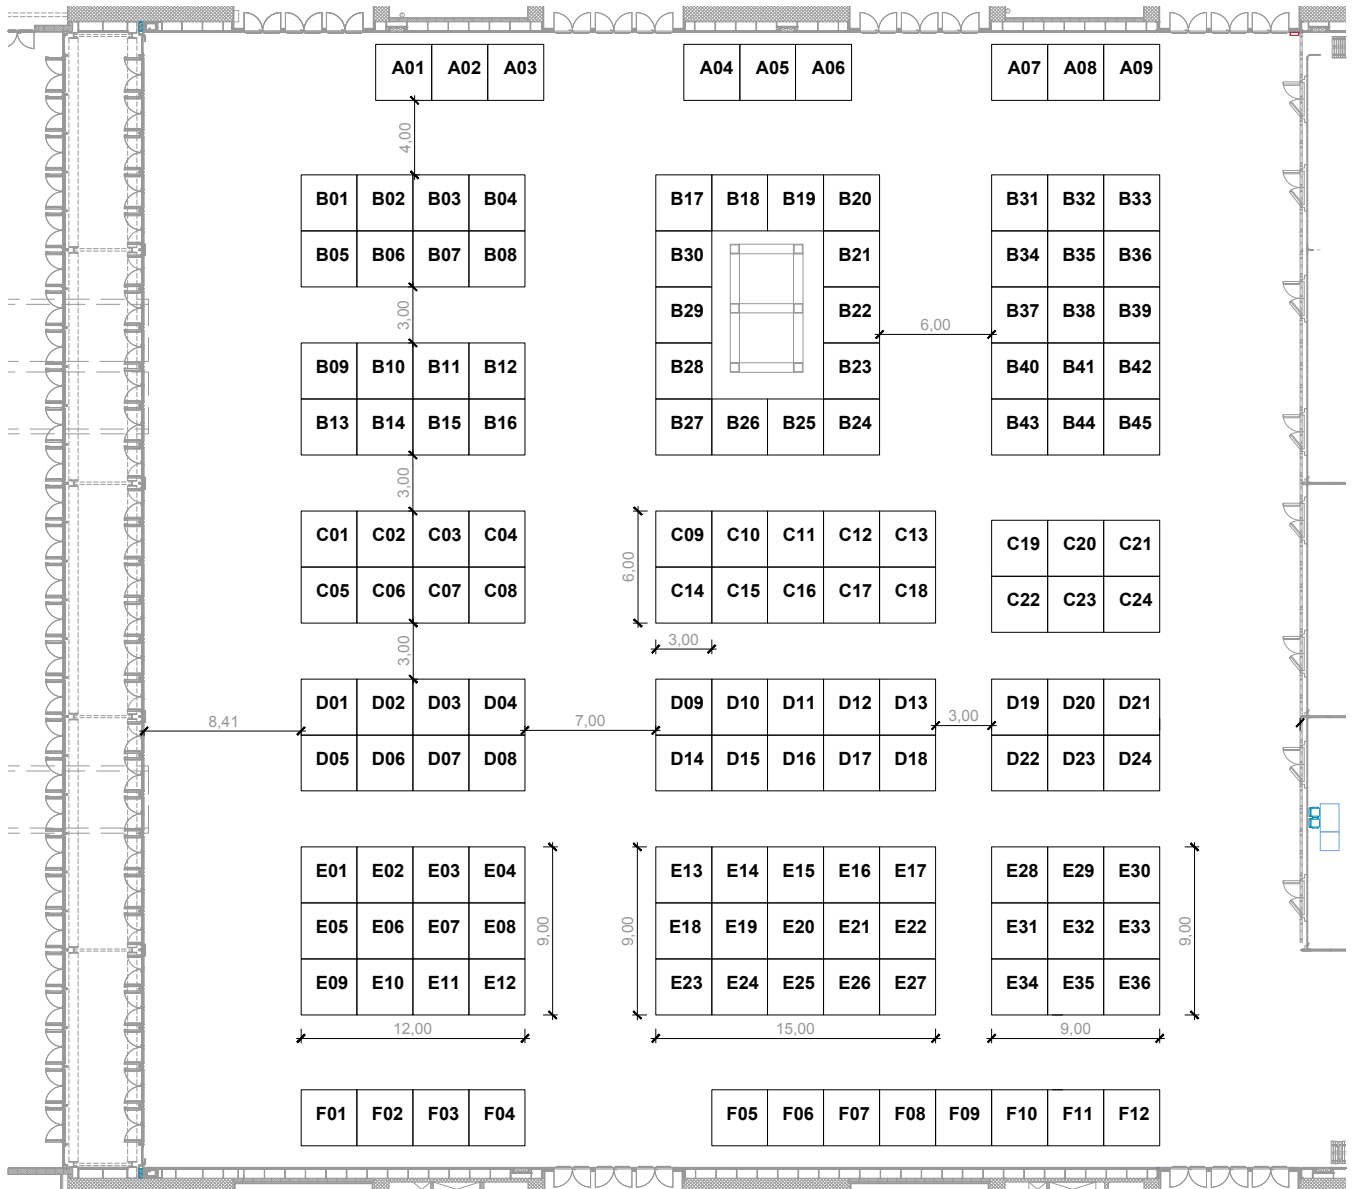 A01 A02 A03 A04 A05 A06 A07 A08 A09
4,00
B01 B02 B03 B04 B17 B18 B19 B20 B31 B32 B33
B05 B06 B07 B08 B30 B21 B34 B35 B36
3,00 B29 B22 B37 B38 B39
6,00
B09 B10 B11 B12 B28 B23 B40 B41 B42
B13 B14 B15 B16 B27 B26 B25 B24 B43 B44 B45
3,00
C01 C02 C03 C04 C09 C10 C11 C12 C13 C19 C20 C21
6,00
C05 C06 C07 C08 C14 C15 C16 C17 C18 C22 C23 C24
3,00 3,00
D01 D02 D03 D04 D09 D10 D11 D12 D13 D19 D20 D21
8,41 7,00 3,00
D05 D06 D07 D08 D14 D15 D16 D17 D18 D22 D23 D24
E01 E02 E03 E04 E13 E14 E15 E16 E17 E28 E29 E30
E05 E06 E07 E08 9,00 9,00 E18 E19 E20 E21 E22 E31 E32 E33 9,00
E09 E10 E11 E12 E23 E24 E25 E26 E27 E34 E35 E36
12,00 15,00 9,00
F01 F02 F03 F04 F05 F06 F07 F08 F09 F10 F11 F12